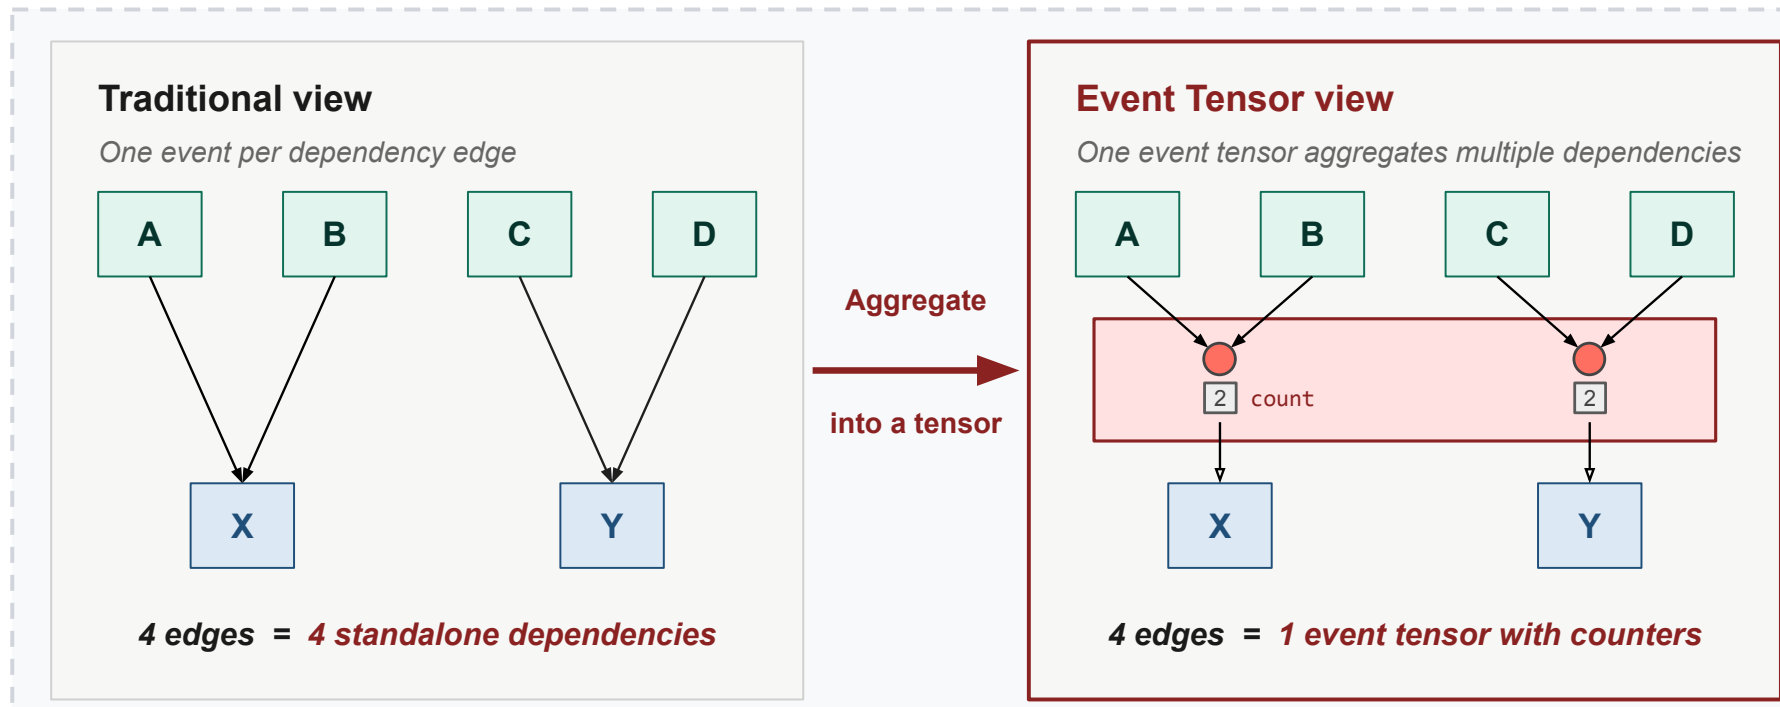 Traditional view
One event per dependency edge
A
B
C
D
X
Y
4 edges = 4 standalone dependencies
Aggregate
into a tensor
Event Tensor view
One event tensor aggregates multiple dependencies
A
B
C
D
2 count
2
X
Y
4 edges = 1 event tensor with counters